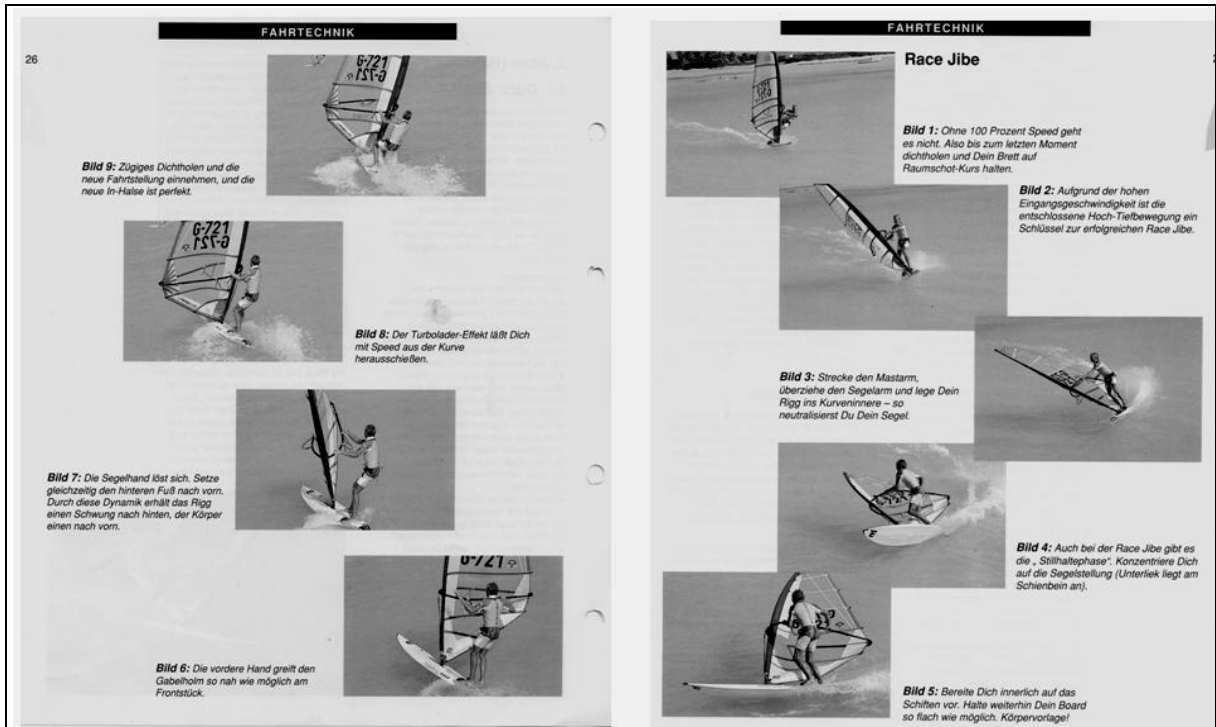 FAHRTECHNIK
26
G-721
Bild 9: Zügiges Dichtholen und die
neue Fahrtstellung einnehmen, und die
neue In-Halse ist perfekt.
G-721
Bild 8: Der Turbolader-Effekt läßt Dich
mit Speed aus der Kurve
herausschießen.
Bild 7: Die Segelhand löst sich. Setze
gleichzeitig den hinteren Fuß nach vorn.
Durch diese Dynamik erhält das Rigg
einen Schwung nach hinten, der Körper
einen nach vorn.
G-721
Bild 6: Die vordere Hand greift den
Gabelholm so nah wie möglich am
Frontstück.
FAHRTECHNIK
Race Jibe
Bild 1: Ohne 100 Prozent Speed geht
es nicht. Also bis zum letzten Moment
dichtholen und Dein Brett auf
Raumschot-Kurs halten.
Bild 2: Aufgrund der hohen
Eingangsgeschwindigkeit ist die
entschlossene Hoch-Tiefbewegung ein
Schlüssel zur erfolgreichen Race Jibe.
Bild 3: Strecke den Mastarm,
überziehe den Segelarm und lege Dein
Rigg ins Kurveninnere – so
neutralisierst Du Dein Segel.
Bild 4: Auch bei der Race Jibe gibt es
die „ Stillhaltephase". Konzentriere Dich
auf die Segelstellung (Unterliek liegt am
Schienbein an).
Bild 5: Bereite Dich innerlich auf das
Schiften vor. Halte weiterhin Dein Board
so flach wie möglich. Körpervorlage!